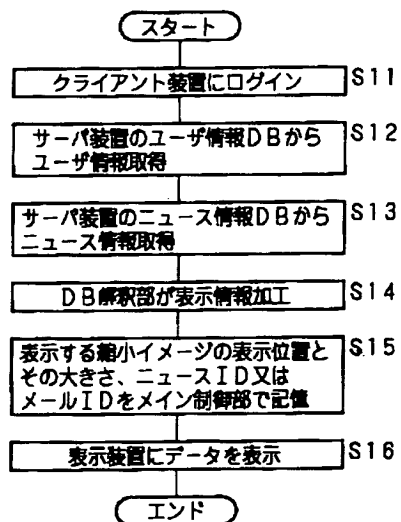 スタート
クライアント装置にログイン S11
サーバ装置のユーザ情報DBから S12
ユーザ情報取得
サーバ装置のニュース情報DBから S13
ニュース情報取得
DB解釈部が表示情報加工 S14
表示する縮小イメージの表示位置と S15
その大きさ、ニュースID又は
メールIDをメイン制御部で記憶
表示装置にデータを表示 S16
エンド